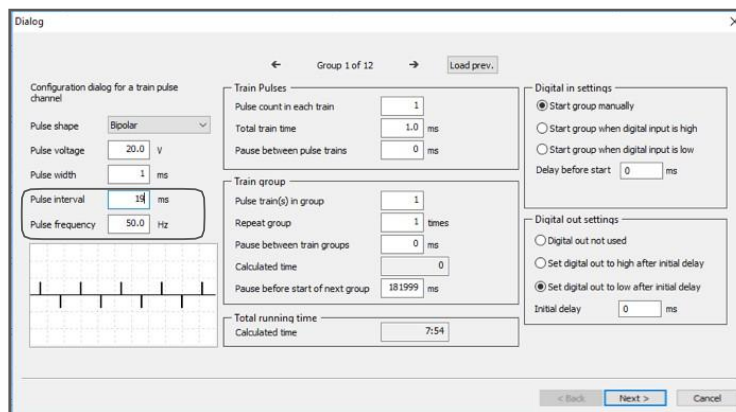 Dialog
← Group 1 of 12 → Load prev.
Configuration dialog for a train pulse
channel
Pulse shape Bipolar
Pulse voltage 20.0 V
Pulse width 1 ms
Pulse interval 19 ms
Pulse frequency 50.0 Hz
Train Pulses
Pulse count in each train 1
Total train time 1.0 ms
Pause between pulse trains 0 ms
Train group
Pulse train(s) in group 1
Repeat group 1 times
Pause between train groups 0 ms
Calculated time 0
Pause before start of next group 181999 ms
Total running time
Calculated time 7:54
Digital in settings
Start group manually
Start group when digital input is high
Start group when digital input is low
Delay before start 0 ms
Digital out settings
Digital out not used
Set digital out to high after initial delay
Set digital out to low after initial delay
Initial delay 0 ms
< Back Next > Cancel